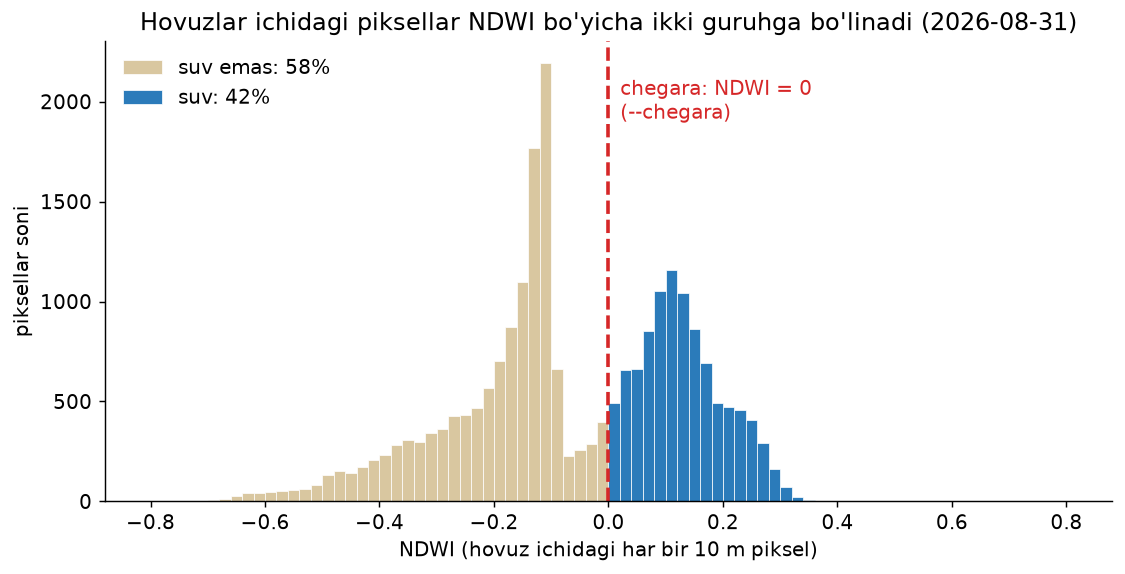 Hovuzlar ichidagi piksellar NDWI bo'yicha ikki guruhga bo'linadi (2026-08-31)
suv emas: 58%
suv: 42%
chegara: NDWI = 0
(--chegara)
piksellar soni
2000
1500
1000
500
0
−0.8 −0.6 −0.4 −0.2 0.0 0.2 0.4 0.6 0.8
NDWI (hovuz ichidagi har bir 10 m piksel)